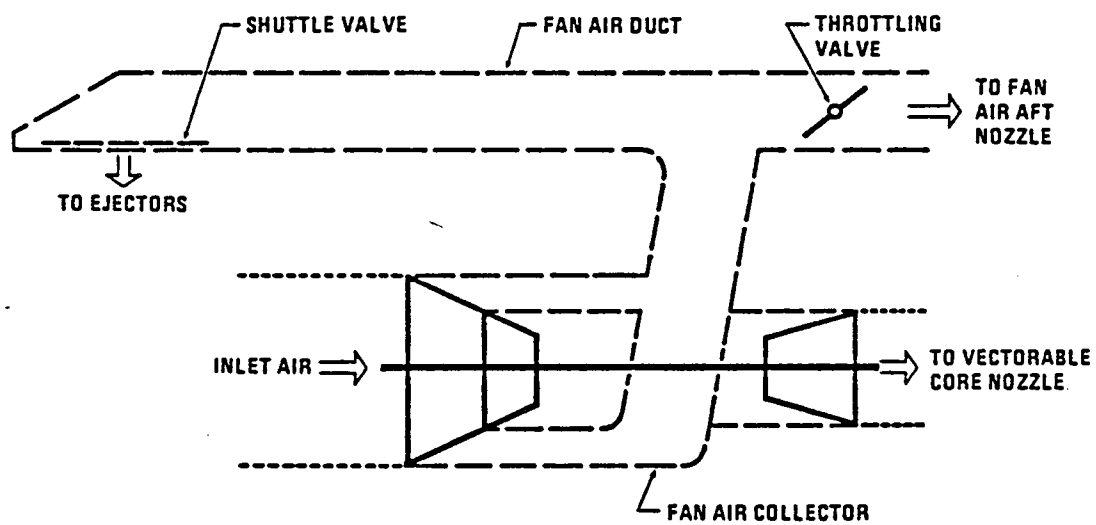 SHUTTLE VALVE
FAN AIR DUCT
THROTTLING
VALVE
TO FAN
AIR AFT
NOZZLE
TO EJECTORS
INLET AIR
TO VECTORABLE
CORE NOZZLE.
FAN AIR COLLECTOR